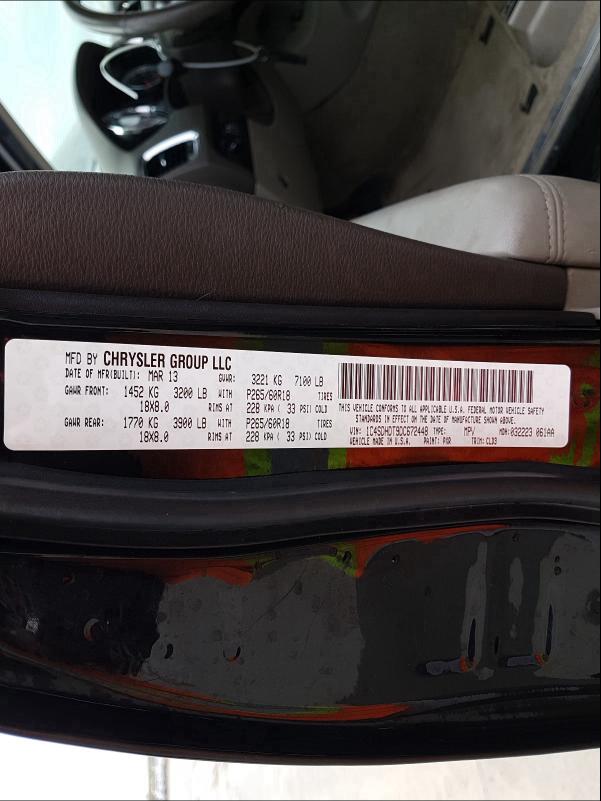 MFD BY CHRYSLER GROUP LLC
DATE OF MFR(BUILT): MAR 13 GVWR: 3221 KG 7100 LB
GAWR FRONT: 1452 KG 3200 LB WITH P265/60R18 TIRES
18X8.0 RIMS AT 228 KPA ( 33 PSI) COLD
GAWR REAR: 1770 KG 3900 LB WITH P265/60R18 TIRES
18X8.0 RIMS AT 228 KPA ( 33 PSI) COLD
THIS VEHICLE CONFORMS TO ALL APPLICABLE U.S.A. FEDERAL MOTOR VEHICLE SAFETY
STANDARDS IN EFFECT ON THE DATE OF MANUFACTURE SHOWN ABOVE.
VIN: 1C4SDHDT9DC672448 TYPE: MPV MDH: 032223 061AA
VEHICLE MADE IN U.S.A. PAINT: PXR TRIM: CLD3